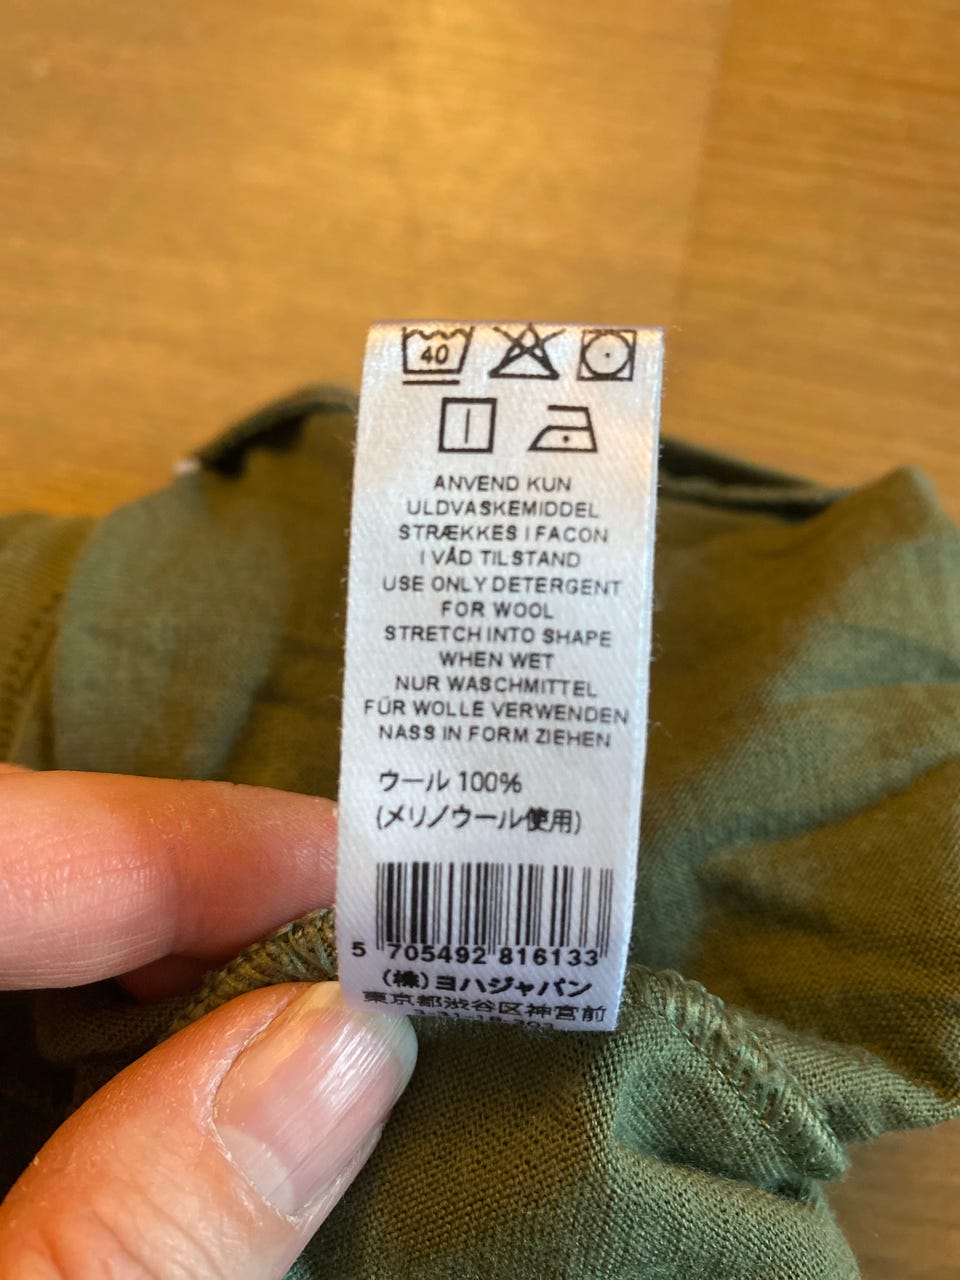 40
ANVEND KUN
ULDVASKEMIDDEL
STRÆKKES I FACON
I VÅD TILSTAND
USE ONLY DETERGENT
FOR WOOL
STRETCH INTO SHAPE
WHEN WET
NUR WASCHMITTEL
FÜR WOLLE VERWENDEN
NASS IN FORM ZIEHEN
ウール 100%
(メリノウール使用)
5 705492 816133
(株)ヨハジャパン
東京都渋谷区神宮前